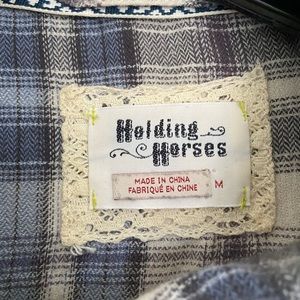 Holding
Horses
MADE IN CHINA
FABRIQUÉ EN CHINE
M